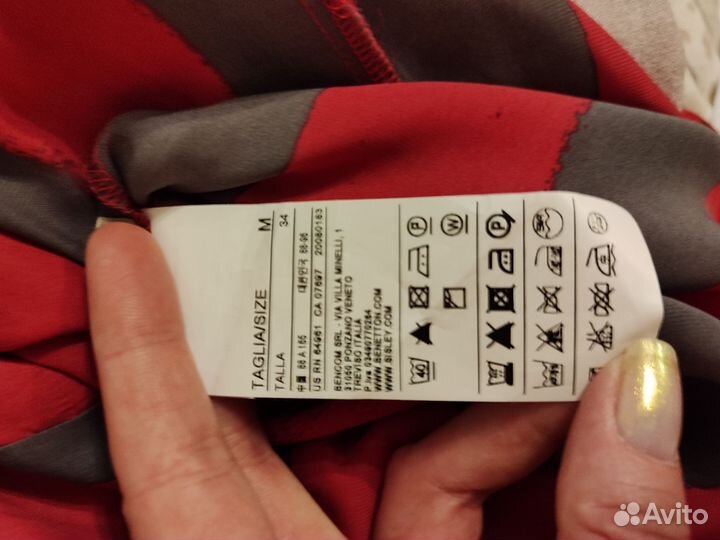 TAGLIA/SIZE M
TALLA 34
中国 88 A 165 대한민국 88-96
US RN 64961 CA 07697 20080183
BENCOM SRL - VIA VILLA MINELLI, 1
31050 PONZANO VENETO
TREVISO ITALIA
P.iva 03490770264
WWW.BENETTON.COM
WWW.SISLEY.COM
P W
40
P
a
Avito